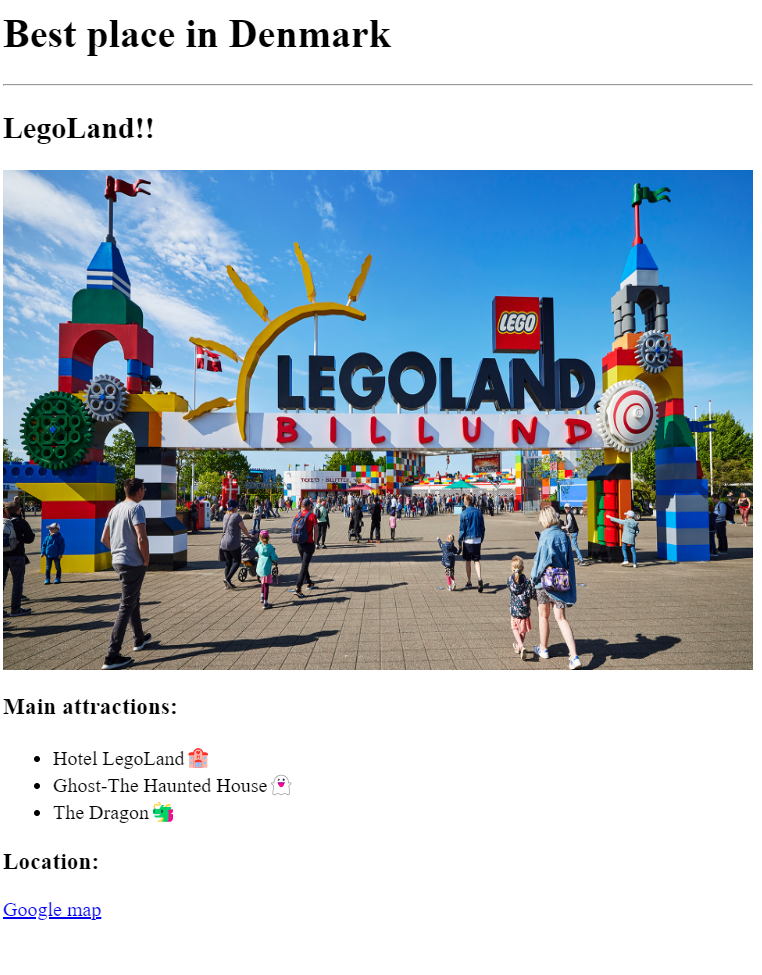 Best place in Denmark
LegoLand!!
LEGO
LEGOLAND
BILLUND
Main attractions:
Hotel LegoLand 🏩
Ghost-The Haunted House 👻
The Dragon 🐲
Location:
Google map